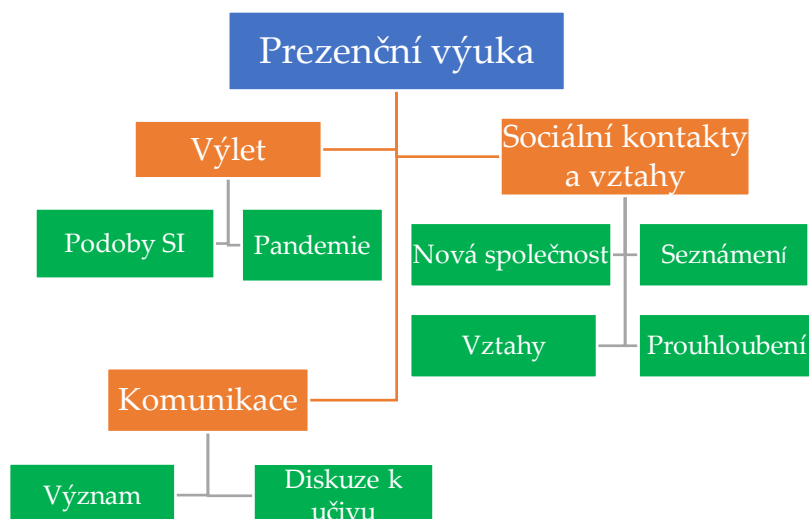 Prezenční výuka
Výlet
Sociální kontakty
a vztahy
Podoby SI
Pandemie
Nová společnost
Seznámení
Vztahy
Prouhloubení
Komunikace
Význam
Diskuze k
učivu